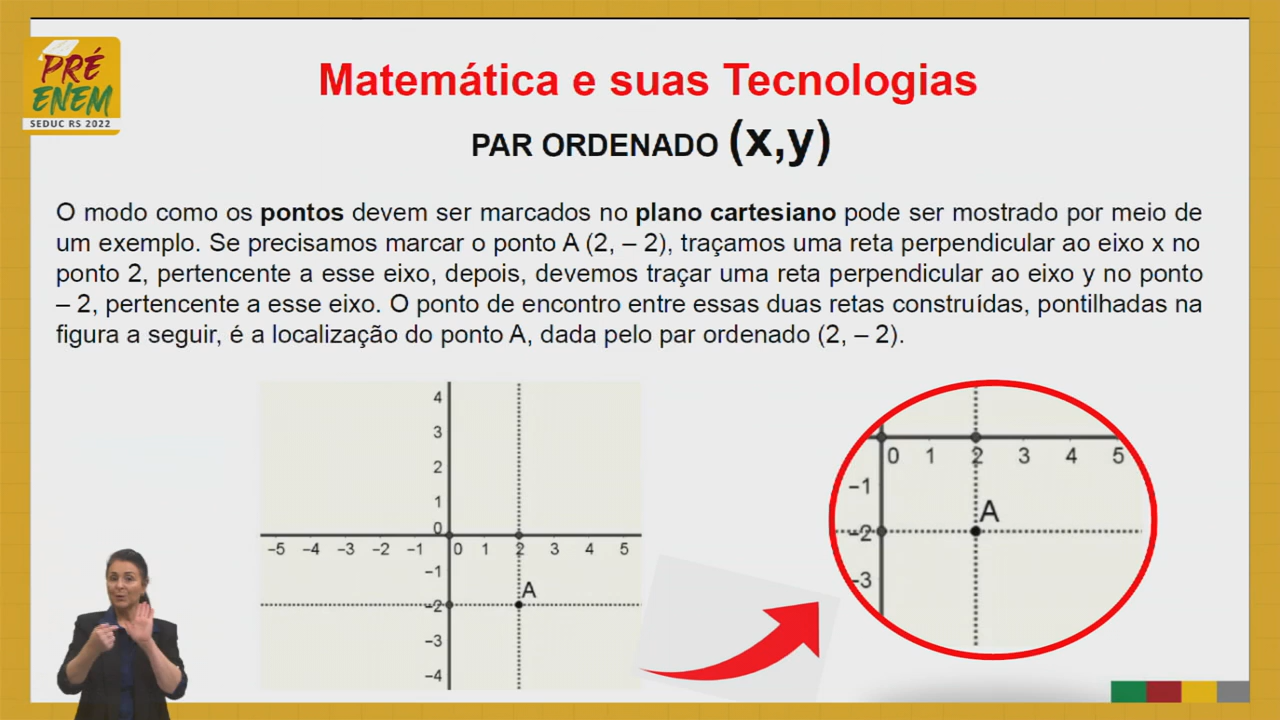 PRÉ
ENEM
SEDUC RS 2022
Matemática e suas Tecnologias
PAR ORDENADO (x,y)
O modo como os pontos devem ser marcados no plano cartesiano pode ser mostrado por meio de
um exemplo. Se precisamos marcar o ponto A (2, – 2), traçamos uma reta perpendicular ao eixo x no
ponto 2, pertencente a esse eixo, depois, devemos traçar uma reta perpendicular ao eixo y no ponto
– 2, pertencente a esse eixo. O ponto de encontro entre essas duas retas construídas, pontilhadas na
figura a seguir, é a localização do ponto A, dada pelo par ordenado (2, – 2).
4
3
2
1
0
–5 –4 –3 –2 –1 0 1 2 3 4 5
–1
A
–2
–3
–4
0 1 2 3 4 5
–1
A
–2
–3